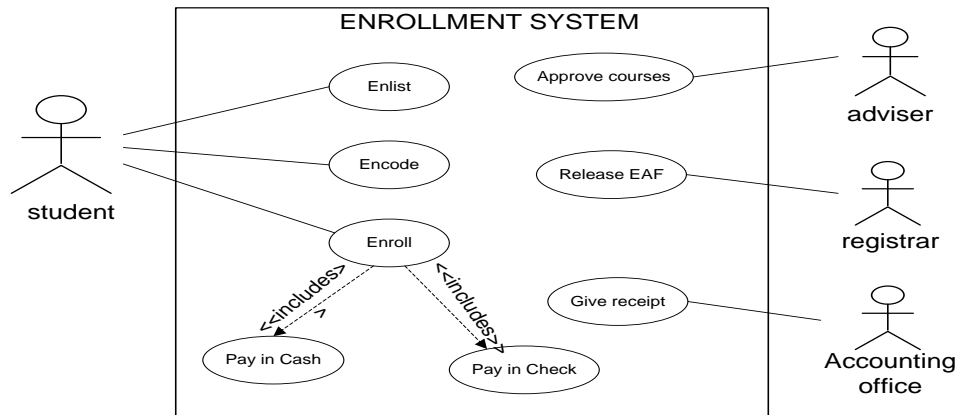 ENROLLMENT SYSTEM
Enlist
Approve courses
adviser
Encode
Release EAF
student
Enroll
registrar
<<includes>
>
<<includes>>
Give receipt
Pay in Cash
Pay in Check
Accounting
office